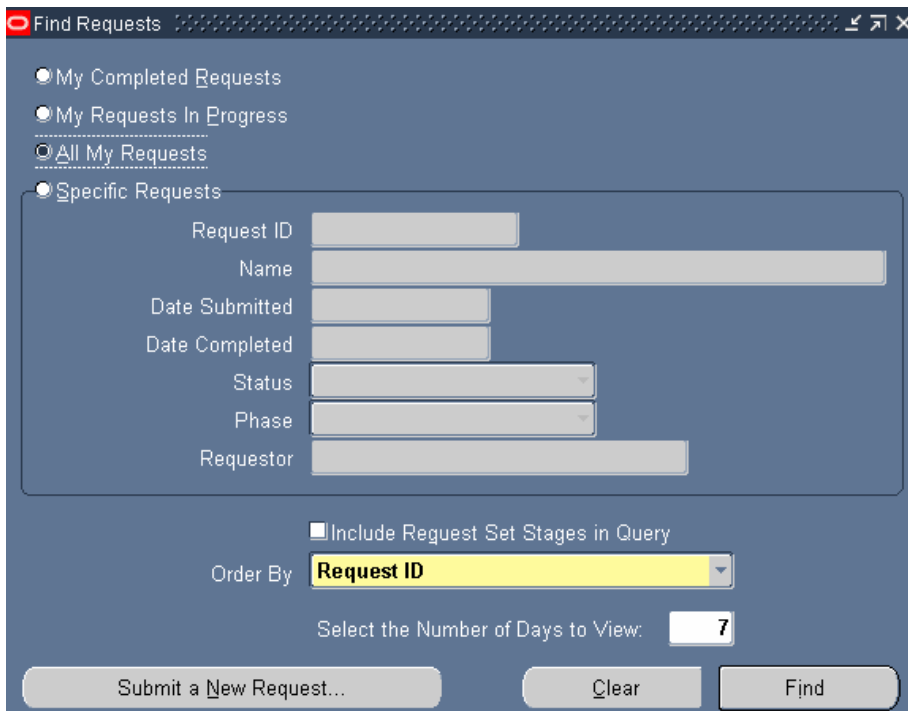 Find Requests
My Completed Requests
My Requests In Progress
All My Requests
Specific Requests
Request ID
Name
Date Submitted
Date Completed
Status
Phase
Requestor
Include Request Set Stages in Query
Order By Request ID
Select the Number of Days to View: 7
Submit a New Request... Clear Find